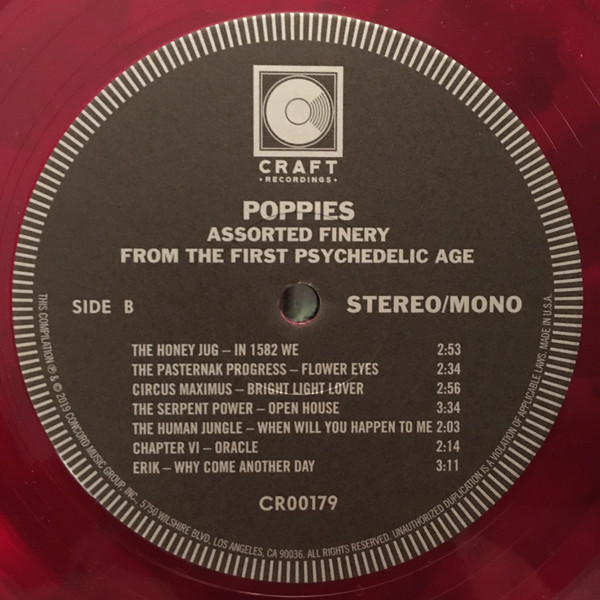 CRAFT
• RECORDINGS •
POPPIES
ASSORTED FINERY
FROM THE FIRST PSYCHEDELIC AGE
SIDE B
STEREO/MONO
THE HONEY JUG – IN 1582 WE 2:53
THE PASTERNAK PROGRESS – FLOWER EYES 2:34
CIRCUS MAXIMUS – BRIGHT LIGHT LOVER 2:56
THE SERPENT POWER – OPEN HOUSE 3:34
THE HUMAN JUNGLE – WHEN WILL YOU HAPPEN TO ME 2:03
CHAPTER VI – ORACLE 2:14
ERIK – WHY COME ANOTHER DAY 3:11
CR00179
THIS COMPILATION ℗ & © 2019 CONCORD MUSIC GROUP, INC., 5750 WILSHIRE BLVD. LOS ANGELES, CA 90036. ALL RIGHTS RESERVED. UNAUTHORIZED DUPLICATION IS A VIOLATION OF APPLICABLE LAWS. MADE IN U.S.A.